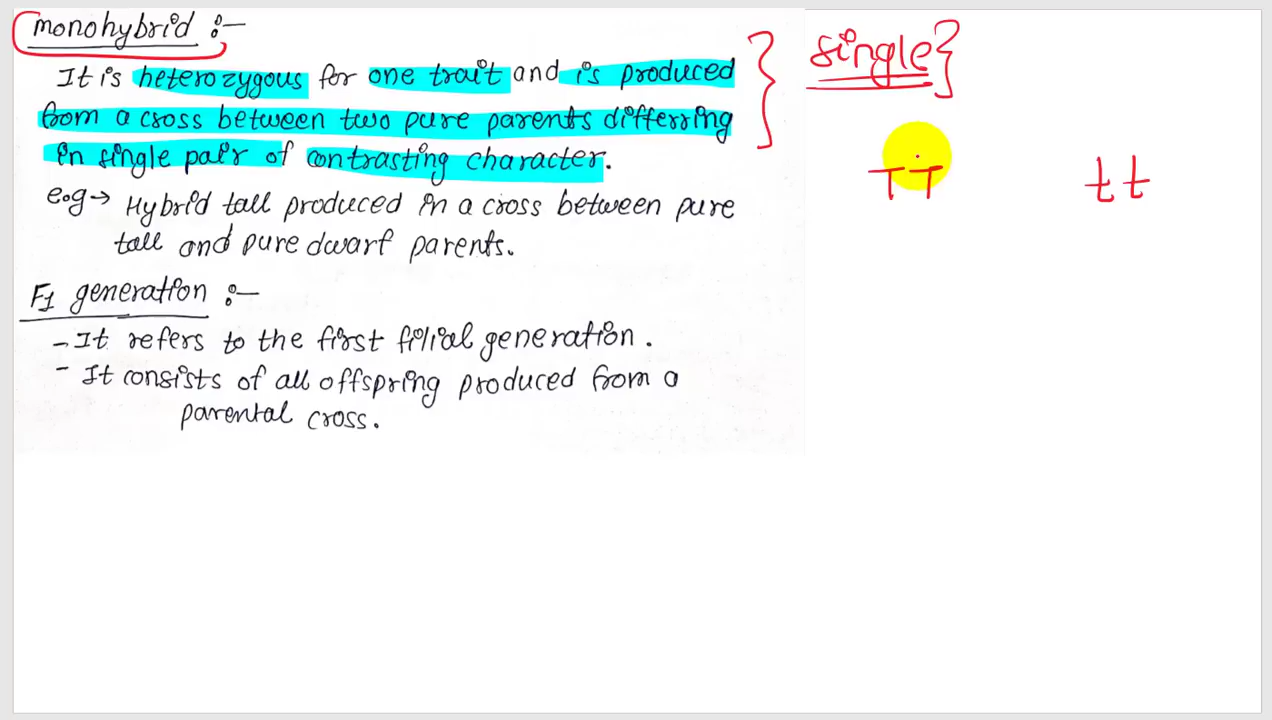 monohybrid :-
It is heterozygous for one trait and is produced
from a cross between two pure parents differing
in single pair of contrasting character.
e.g → Hybrid tall produced in a cross between pure
tall and pure dwarf parents.
F1 generation :-
- It refers to the first filial generation.
- It consists of all offspring produced from a
parental cross.
single}
TT tt